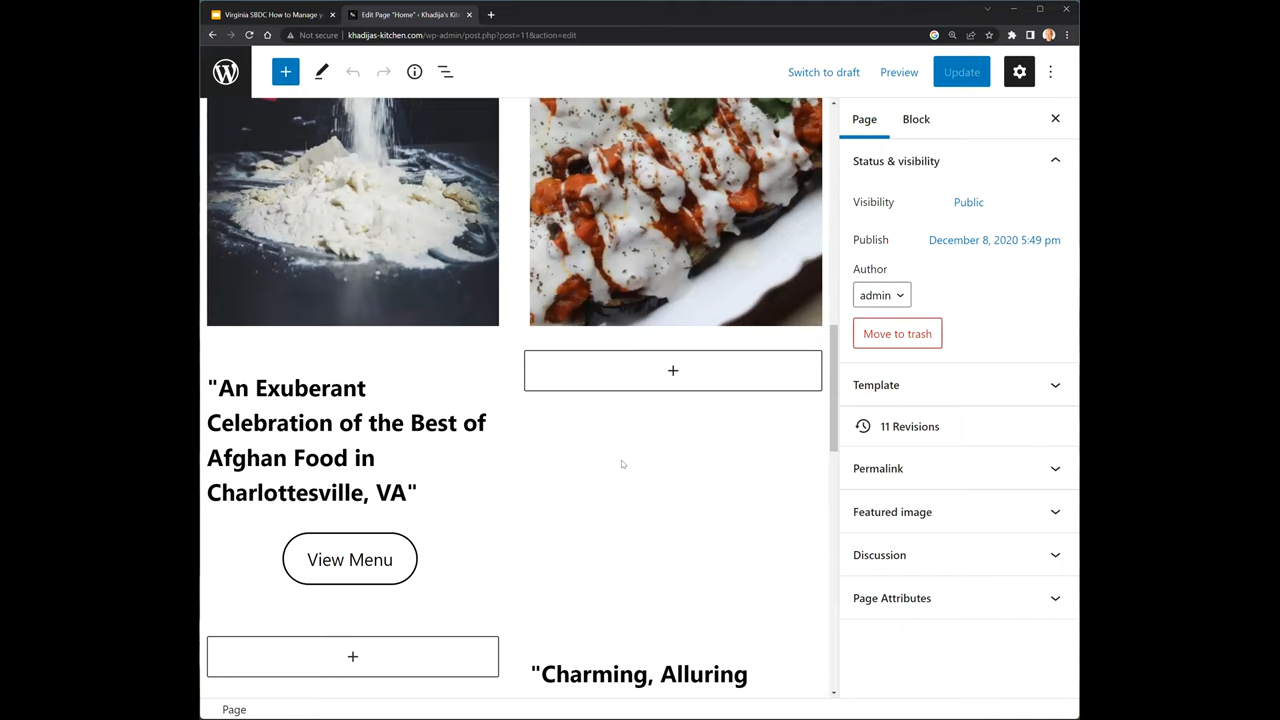 Virginia SBDC How to Manage y
Edit Page "Home" ‹ Khadija's Kit
Not secure
khadijas-kitchen.com/wp-admin/post.php?post=11&action=edit
Switch to draft
Preview
Update
Page
Block
Status & visibility
Visibility
Public
Publish
December 8, 2020 5:49 pm
Author
admin
Move to trash
Template
11 Revisions
Permalink
Featured image
Discussion
Page Attributes
"An Exuberant
Celebration of the Best of
Afghan Food in
Charlottesville, VA"
View Menu
"Charming, Alluring
Page